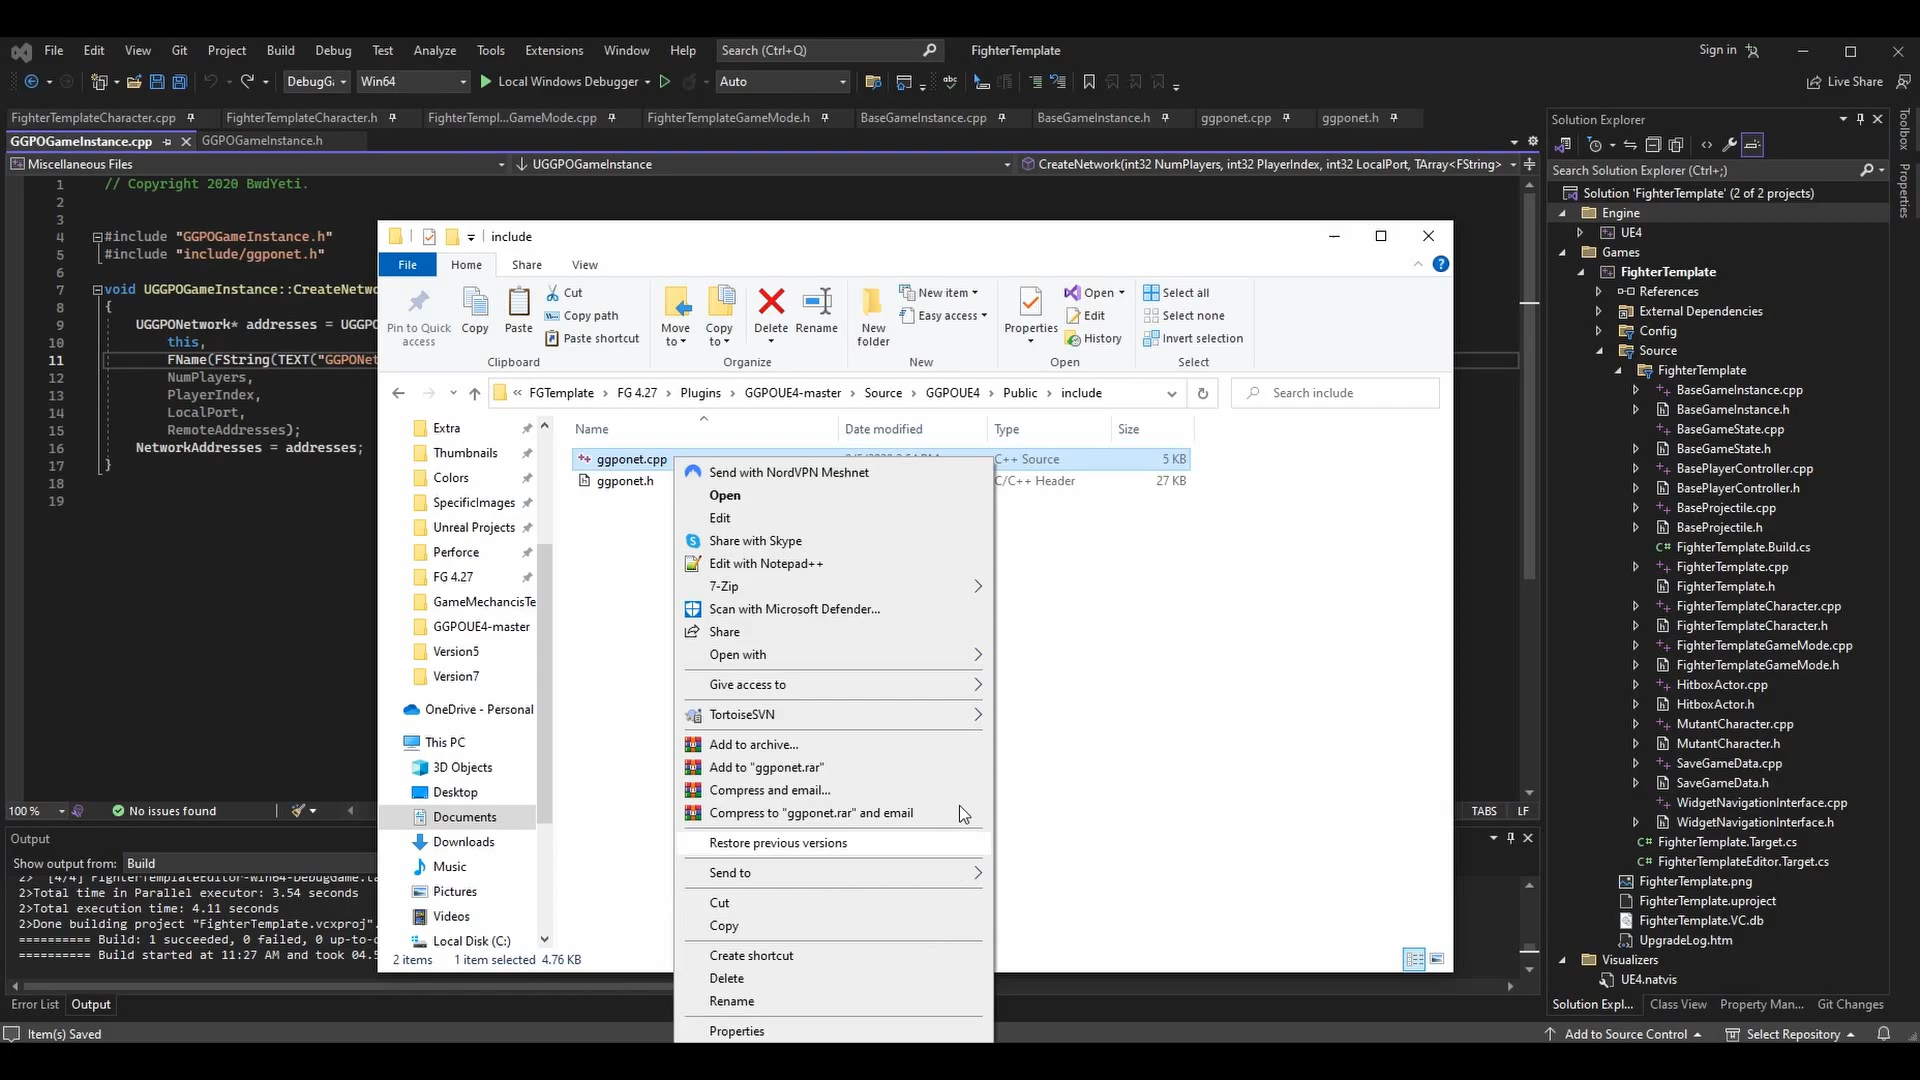 File Edit View Git Project Build Debug Test Analyze Tools Extensions Window Help Search (Ctrl+Q) FighterTemplate Sign in
DebugG Win64 Local Windows Debugger Auto Live Share
FighterTemplateCharacter.cpp FighterTemplateCharacter.h FighterTempl...GameMode.cpp FighterTemplateGameMode.h BaseGameInstance.cpp BaseGameInstance.h ggponet.cpp ggponet.h
GGPOGameInstance.cpp GGPOGameInstance.h
Miscellaneous Files UGGPOGameInstance CreateNetwork(int32 NumPlayers, int32 PlayerIndex, int32 LocalPort, TArray<FString>
1 // Copyright 2020 BwdYeti.
2
3
4 #include "GGPOGameInstance.h"
5 #include "include/ggponet.h"
6
7 void UGGPOGameInstance::CreateNetwo
8 {
9 UGGPONetwork* addresses = UGGPO
10 this,
11 FName(FString(TEXT("GGPONet
12 NumPlayers,
13 PlayerIndex,
14 LocalPort,
15 RemoteAddresses);
16 NetworkAddresses = addresses;
17 }
18
19
100 % No issues found TABS LF
Output
Show output from: Build
2>Total time in Parallel executor: 3.54 seconds
2>Total execution time: 4.11 seconds
2>Done building project "FighterTemplate.vcxproj".
========== Build: 1 succeeded, 0 failed, 0 up-to-d
========== Build started at 11:27 AM and took 04.5
Error List Output
Item(s) Saved Add to Source Control Select Repository
include
File Home Share View
Pin to Quick access Copy Paste Cut Copy path Paste shortcut
Clipboard
Move to Copy to Delete Rename
Organize
New folder New item Easy access
New
Properties Open Edit History
Open
Select all Select none Invert selection
Select
« FGTemplate FG 4.27 Plugins GGPOUE4-master Source GGPOUE4 Public include Search include
Name Date modified Type Size
ggponet.cpp C++ Source 5 KB
ggponet.h C/C++ Header 27 KB
Extra
Thumbnails
Colors
SpecificImages
Unreal Projects
Perforce
FG 4.27
GameMechancisTe
GGPOUE4-master
Version5
Version7
OneDrive - Personal
This PC
3D Objects
Desktop
Documents
Downloads
Music
Pictures
Videos
Local Disk (C:)
2 items 1 item selected 4.76 KB
Send with NordVPN Meshnet
Open
Edit
Share with Skype
Edit with Notepad++
7-Zip
Scan with Microsoft Defender...
Share
Open with
Give access to
TortoiseSVN
Add to archive...
Add to "ggponet.rar"
Compress and email...
Compress to "ggponet.rar" and email
Restore previous versions
Send to
Cut
Copy
Create shortcut
Delete
Rename
Properties
Solution Explorer
Search Solution Explorer (Ctrl+;)
Solution 'FighterTemplate' (2 of 2 projects)
Engine
UE4
Games
FighterTemplate
References
External Dependencies
Config
Source
FighterTemplate
BaseGameInstance.cpp
BaseGameInstance.h
BaseGameState.cpp
BaseGameState.h
BasePlayerController.cpp
BasePlayerController.h
BaseProjectile.cpp
BaseProjectile.h
C# FighterTemplate.Build.cs
FighterTemplate.cpp
FighterTemplate.h
FighterTemplateCharacter.cpp
FighterTemplateCharacter.h
FighterTemplateGameMode.cpp
FighterTemplateGameMode.h
HitboxActor.cpp
HitboxActor.h
MutantCharacter.cpp
MutantCharacter.h
SaveGameData.cpp
SaveGameData.h
WidgetNavigationInterface.cpp
WidgetNavigationInterface.h
C# FighterTemplate.Target.cs
C# FighterTemplateEditor.Target.cs
FighterTemplate.png
FighterTemplate.uproject
FighterTemplate.VC.db
UpgradeLog.htm
Visualizers
UE4.natvis
Solution Expl... Class View Property Man... Git Changes
Toolbox
Properties